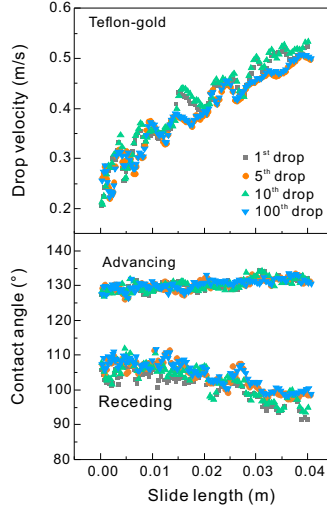 Teflon-gold
Drop velocity (m/s)
0.6
0.5
0.4
0.3
0.2
1st drop
5th drop
10th drop
100th drop
Contact angle (°)
140
130
120
110
100
90
80
Advancing
Receding
0.00 0.01 0.02 0.03 0.04
Slide length (m)